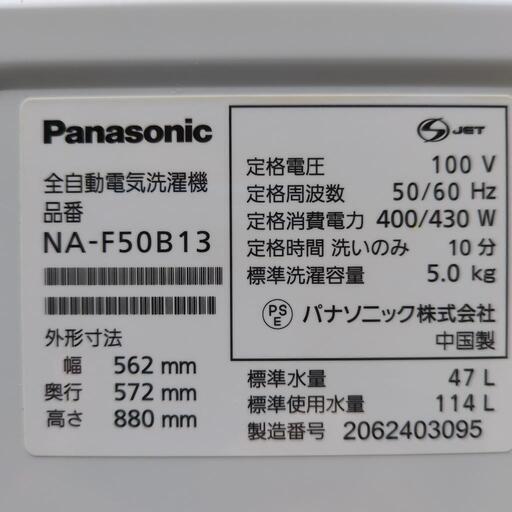 Panasonic
全自動電気洗濯機
品番
NA-F50B13
外形寸法
幅 562 mm
奥行 572 mm
高さ 880 mm
S JET
定格電圧 100 V
定格周波数 50/60 Hz
定格消費電力 400/430 W
定格時間 洗いのみ 10 分
標準洗濯容量 5.0 kg
PS E パナソニック株式会社
中国製
標準水量 47 L
標準使用水量 114 L
製造番号 2062403095